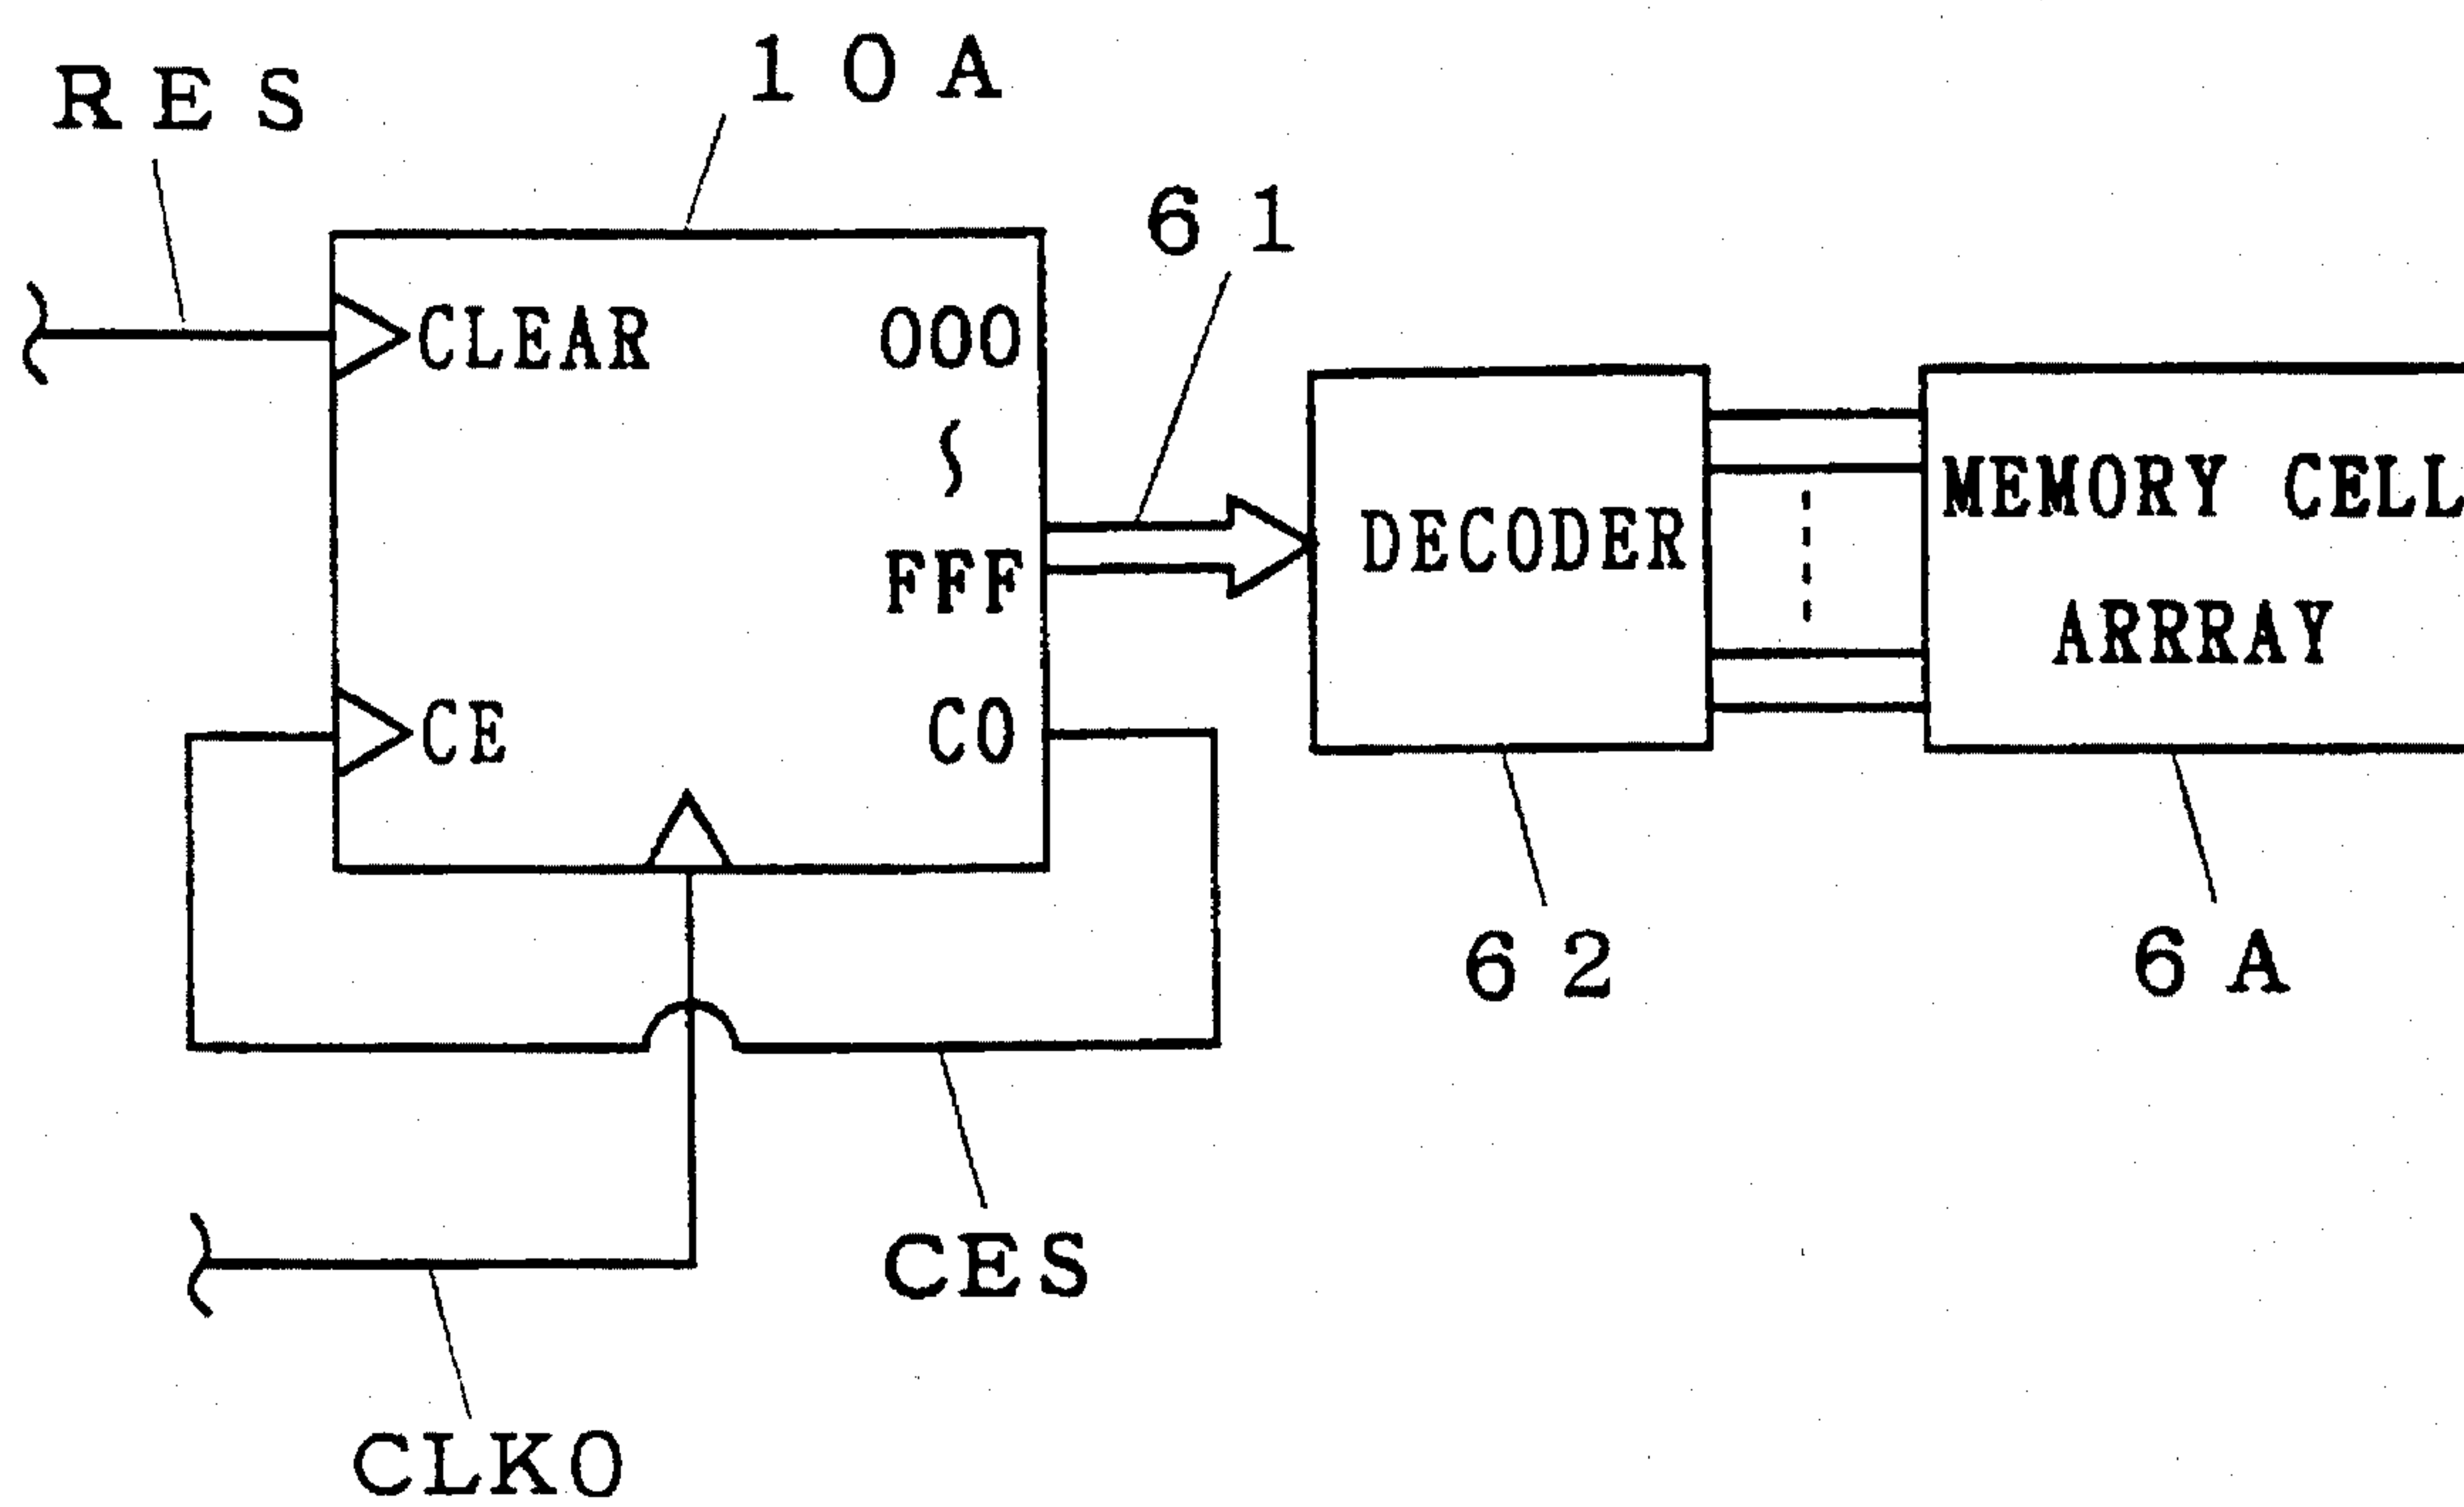 RES
10A
61
CLEAR
000
FFF
CE
CO
DECODER
MEMORY CELL
ARRRAY
62
6A
CES
CLK0